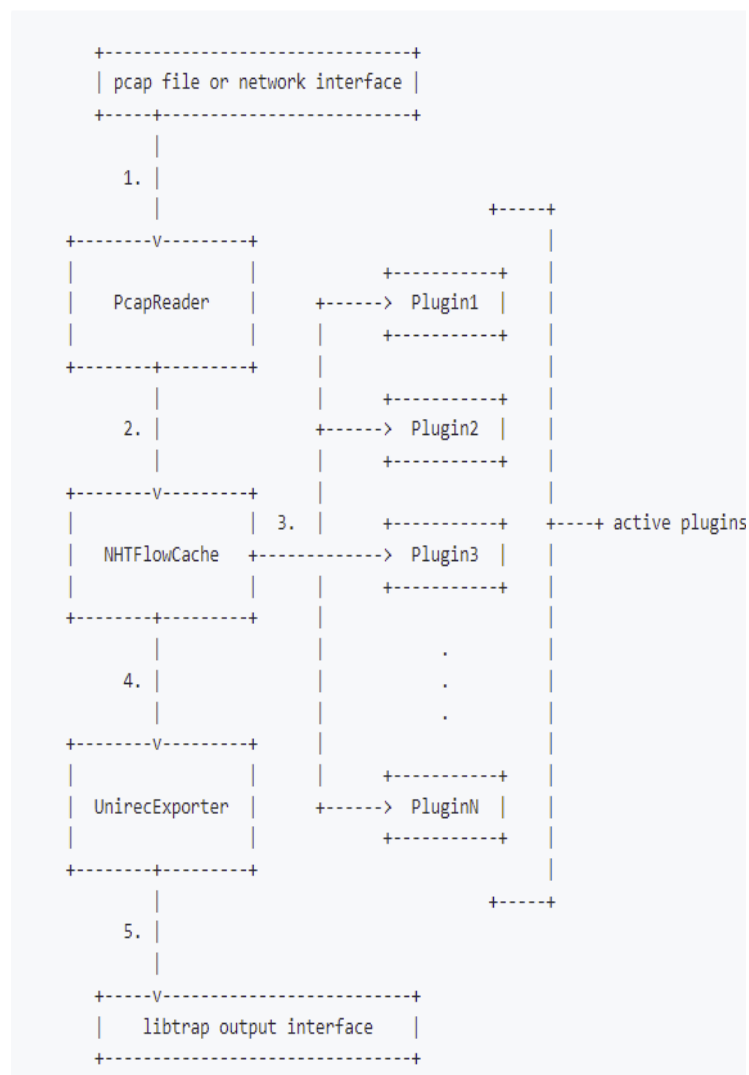 pcap file or network interface
1.
PcapReader
Plugin1
2.
Plugin2
3.
active plugins
NHTFlowCache
Plugin3
.
4.
.
.
UnirecExporter
PluginN
5.
libtrap output interface